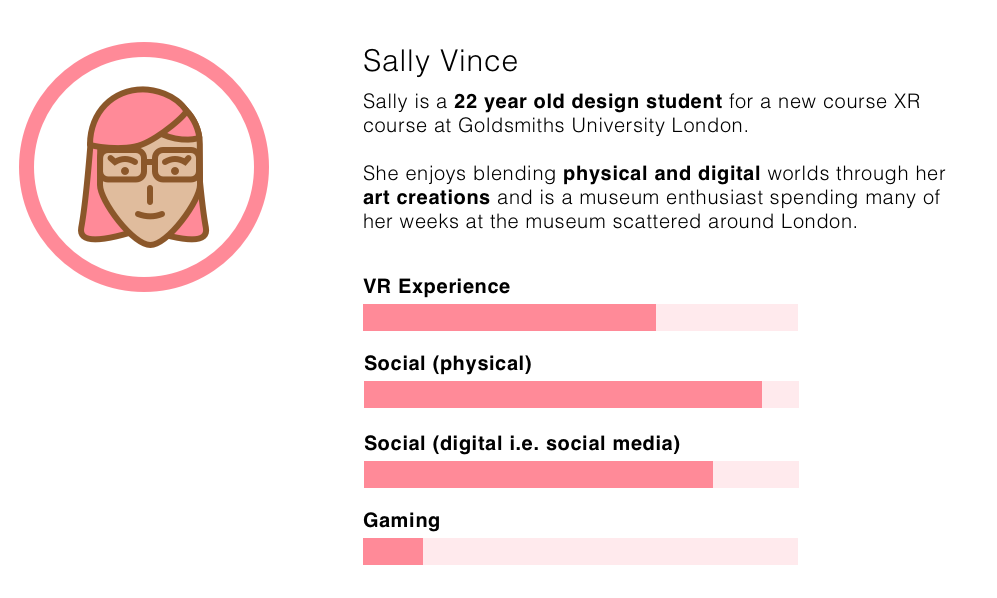 Sally Vince
Sally is a 22 year old design student for a new course XR
course at Goldsmiths University London.
She enjoys blending physical and digital worlds through her
art creations and is a museum enthusiast spending many of
her weeks at the museum scattered around London.
VR Experience
Social (physical)
Social (digital i.e. social media)
Gaming